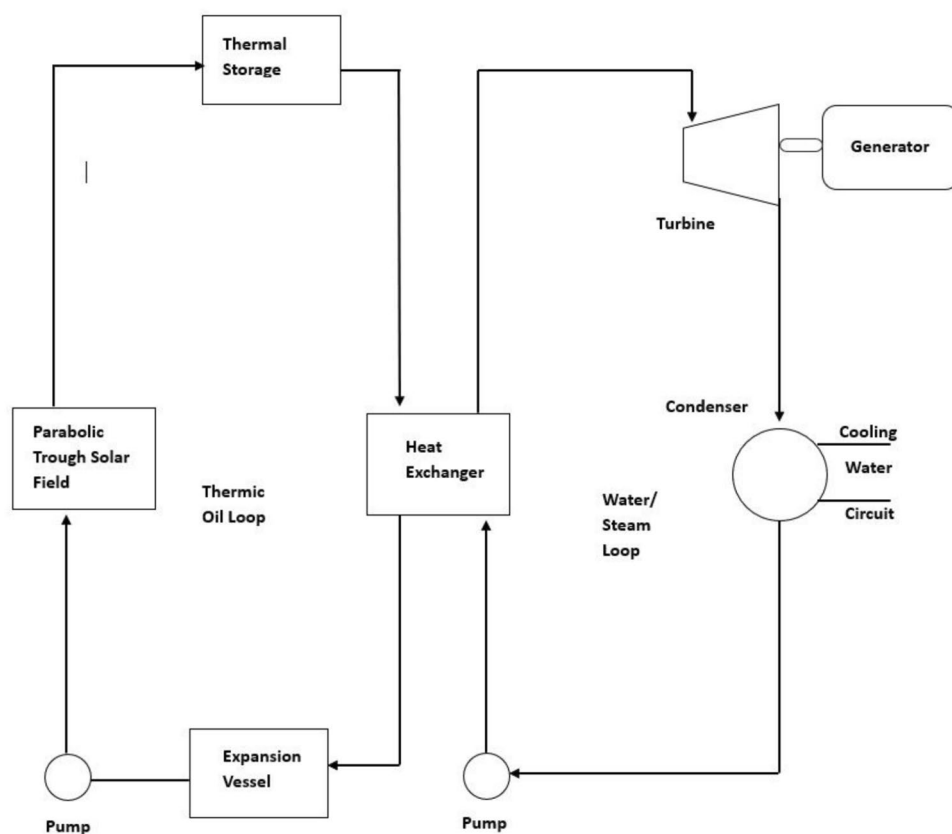 Thermal
Storage
Generator
Turbine
Parabolic
Trough Solar
Field
Heat
Exchanger
Condenser
Cooling
Water
Circuit
Thermic
Oil Loop
Water/
Steam
Loop
Expansion
Vessel
Pump
Pump